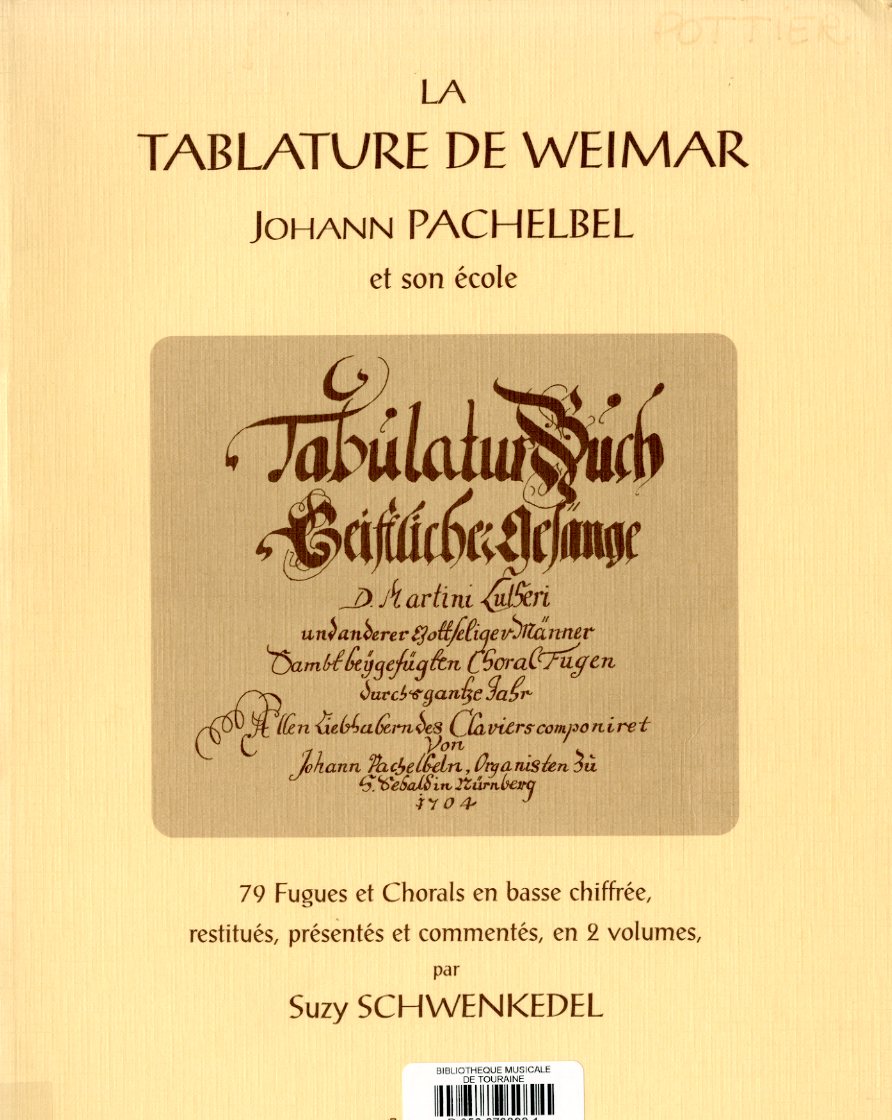 POTTIER
LA
TABLATURE DE WEIMAR
JOHANN PACHELBEL
et son école
Tabulatur Buch
Geistlicher Gesänge
D. Martini Lutheri
und anderer Gottseliger Männer
Sambt beÿgefügten Choral Fugen
durchs gantze Jahr
Allen Liebhabern des Claviers componiret
Von
Johann Pachelbeln, Organisten Zu
S. Sebald in Nürnberg
1704
79 Fugues et Chorals en basse chiffrée,
restitués, présentés et commentés, en 2 volumes,
par
Suzy SCHWENKEDEL
BIBLIOTHEQUE MUSICALE
DE TOURAINE